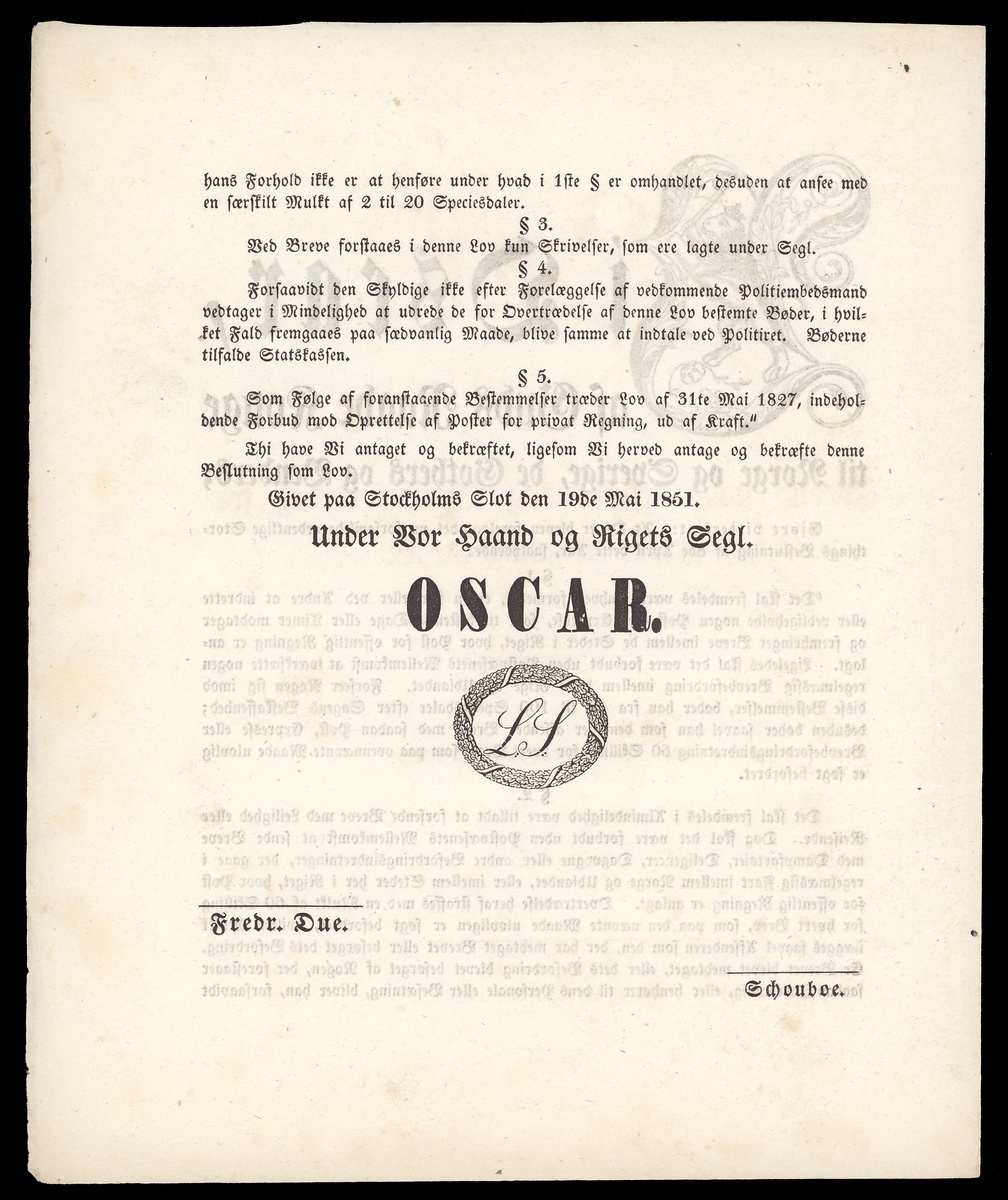 hans Forhold ikke er at henføre under hvad i 1ste § er omhandlet, desuden at ansee med
en særskilt Mulkt af 2 til 20 Speciesdaler.
§ 3.
Ved Breve forstaaes i denne Lov kun Skrivelser, som ere lagte under Segl.
§ 4.
Forsaavidt den Skyldige ikke efter Forelæggelse af vedkommende Politiembedsmand
vedtager i Mindelighed at udrede de for Overtrædelse af denne Lov bestemte Bøder, i hvil=
ket Fald fremgaaes paa sædvanlig Maade, blive samme at indtale ved Politiret. Bøderne
tilfalde Statskassen.
§ 5.
Som Følge af foranstaaende Bestemmelser træder Lov af 31te Mai 1827, indehol=
dende Forbud mod Oprettelse af Poster for privat Regning, ud af Kraft."
Thi have Vi antaget og bekræftet, ligesom Vi herved antage og bekræfte denne
Beslutning som Lov.
Givet paa Stockholms Slot den 19de Mai 1851.
Under Vor Haand og Rigets Segl.
OSCAR.
L.S.
Fredr. Due.
Schouboe.